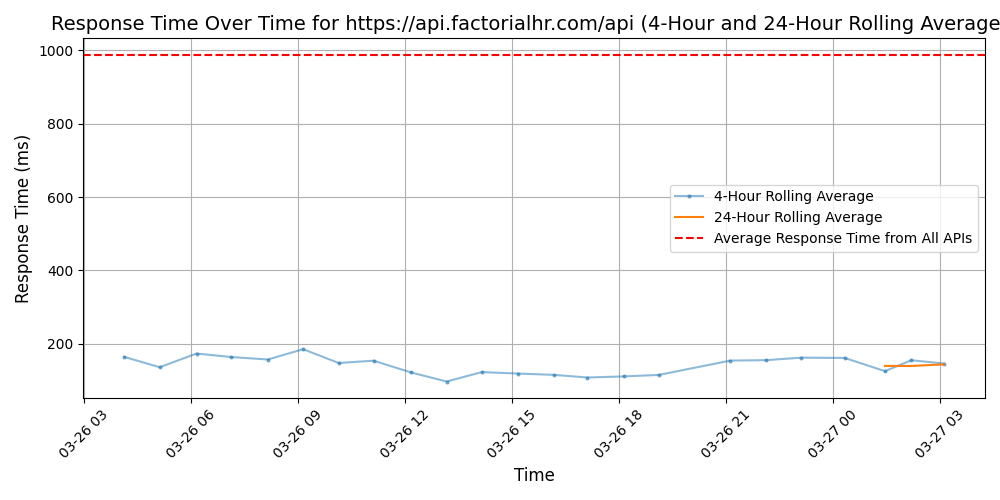 Response Time Over Time for https://api.factorialhr.com/api (4-Hour and 24-Hour Rolling Average
Response Time (ms)
1000
800
600
400
200
4-Hour Rolling Average
24-Hour Rolling Average
Average Response Time from All APIs
03-26 03
03-26 06
03-26 09
03-26 12
03-26 15
03-26 18
03-26 21
03-27 00
03-27 03
Time